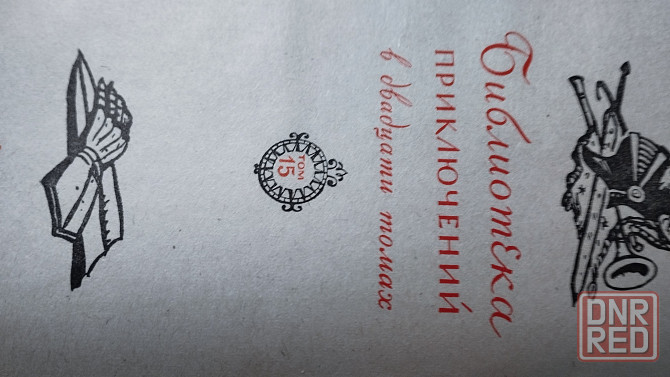 Библиотека
ПРИКЛЮЧЕНИЙ
в двадцати томах
ТОМ
15
DNR
RED